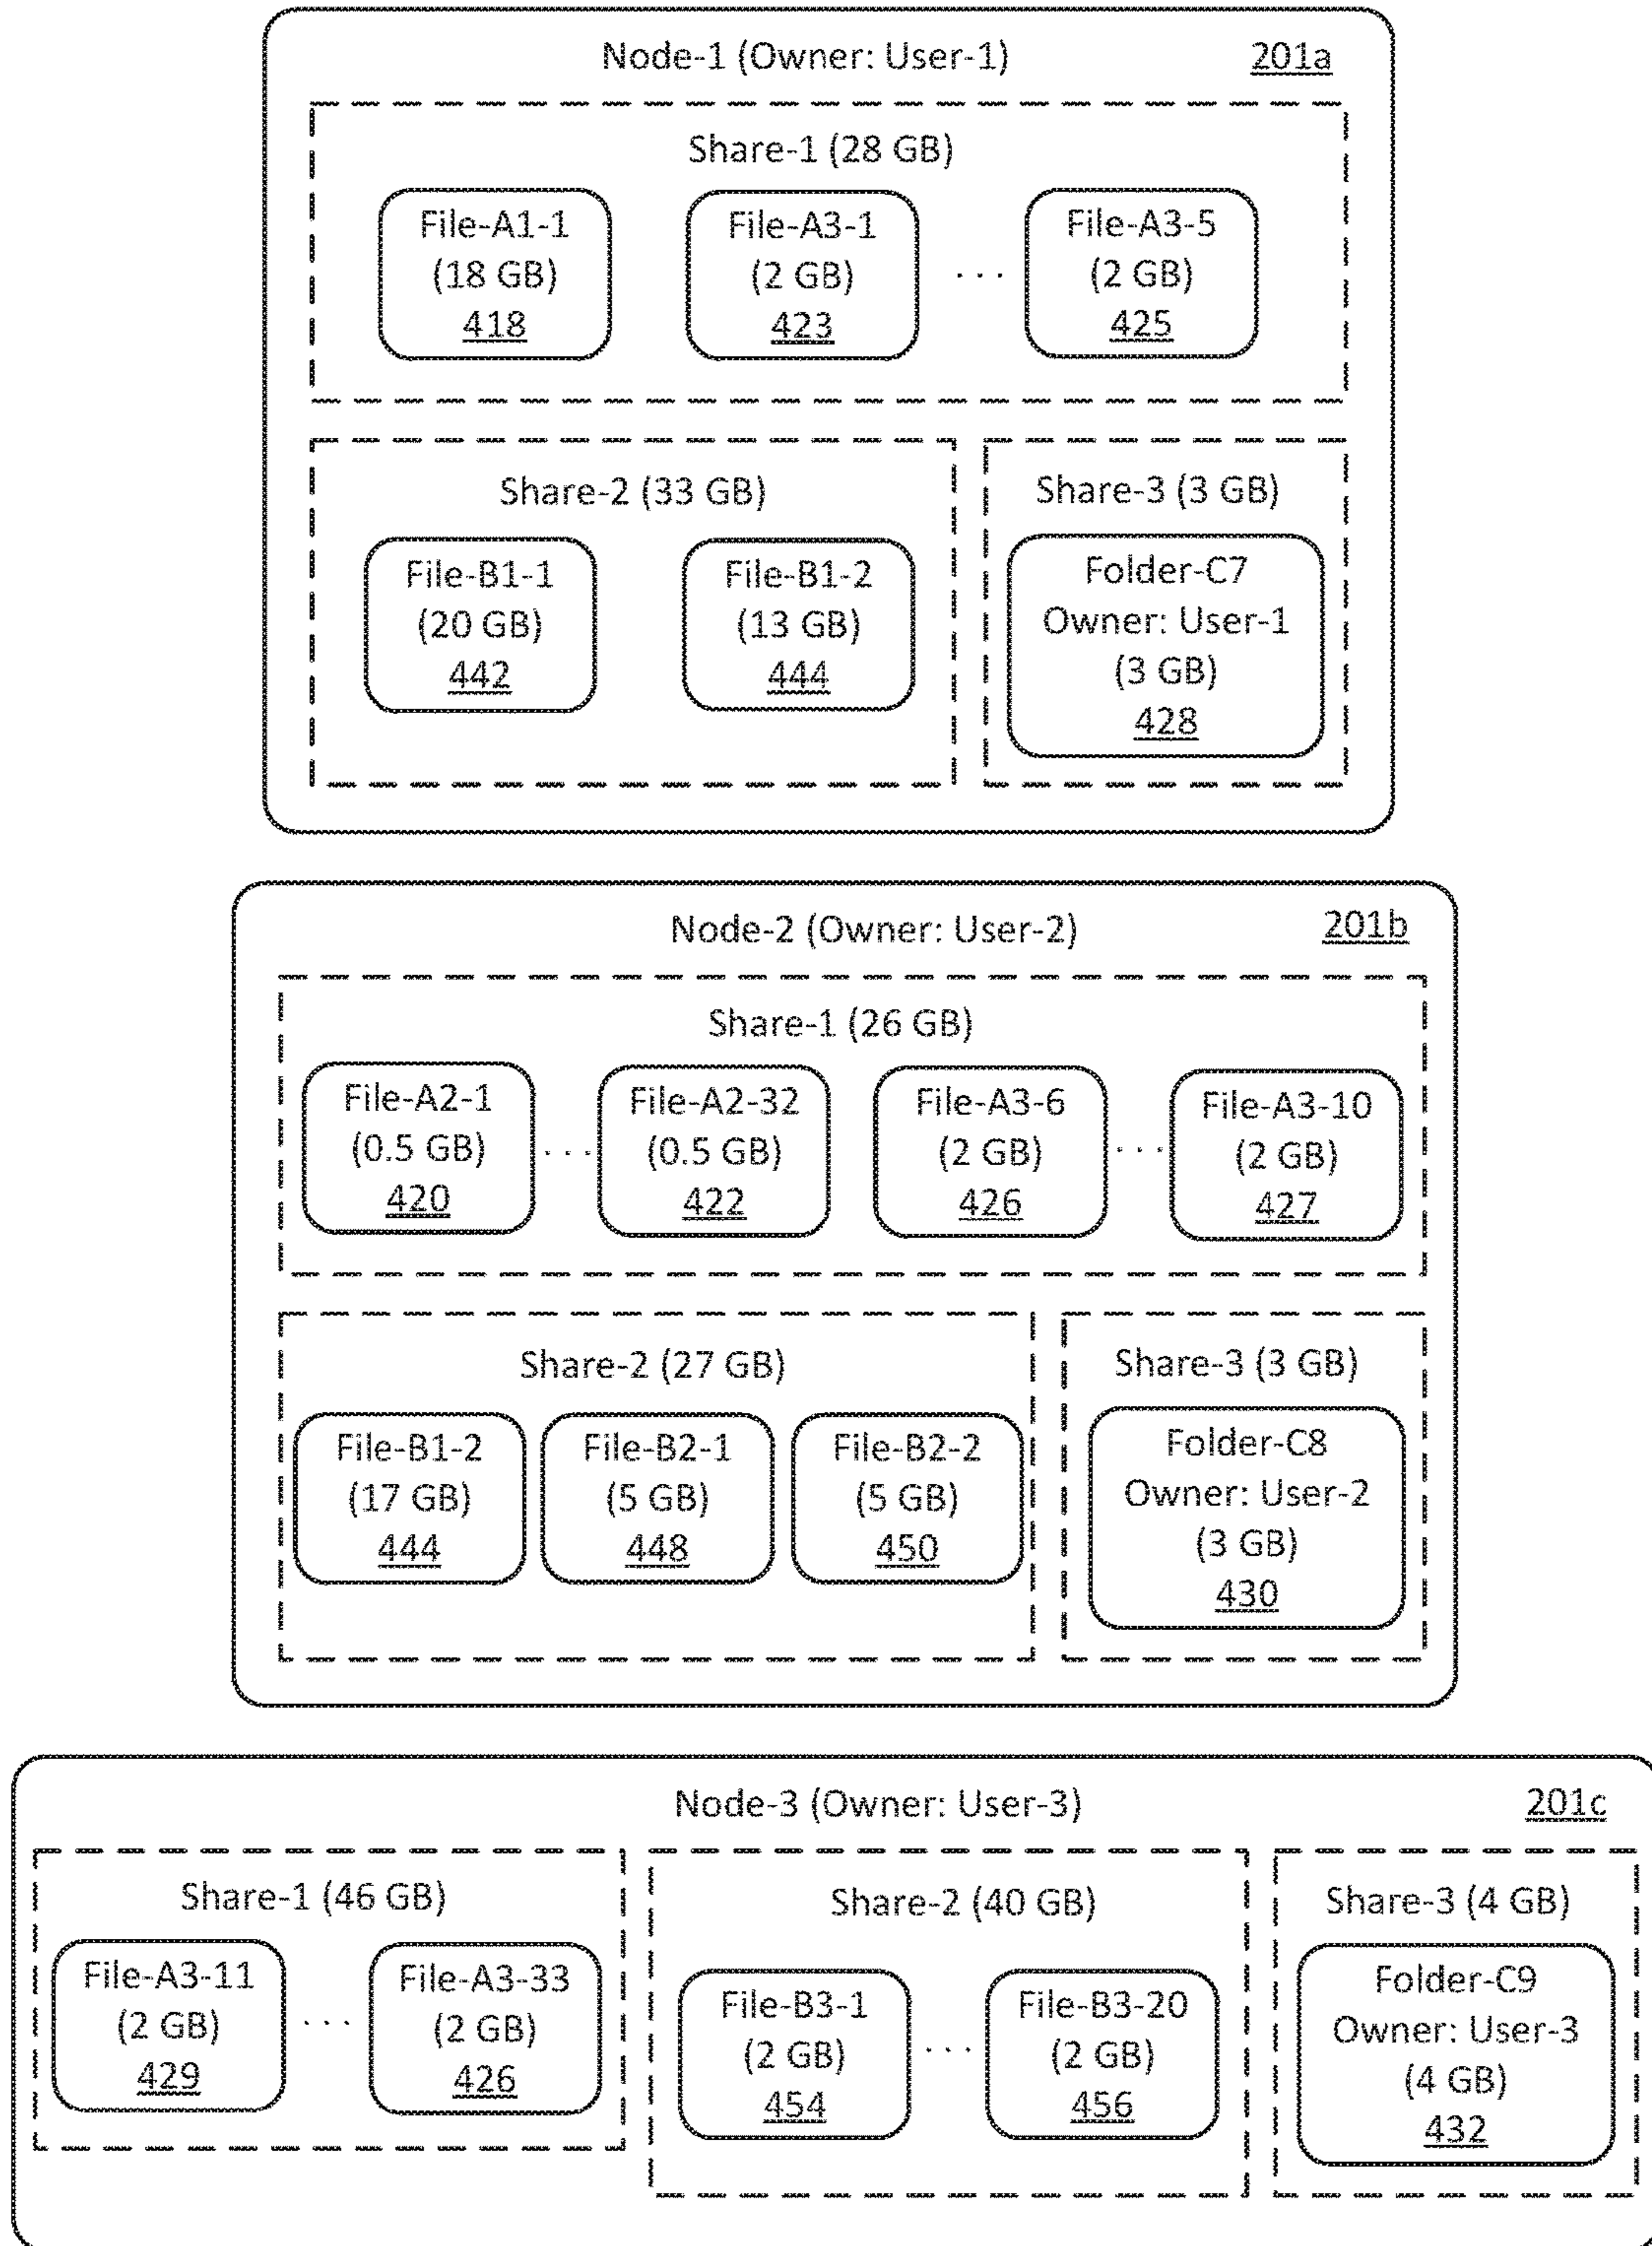 Node-1 (Owner: User-1) 201a
Share-1 (28 GB)
File-A1-1 File-A3-1 File-A3-5
(18 GB) (2 GB) . . . (2 GB)
418 423 425
Share-2 (33 GB) Share-3 (3 GB)
File-B1-1 File-B1-2 Folder-C7
(20 GB) (13 GB) Owner: User-1
442 444 (3 GB)
428
Node-2 (Owner: User-2) 201b
Share-1 (26 GB)
File-A2-1 File-A2-32 File-A3-6 File-A3-10
(0.5 GB) . . . (0.5 GB) (2 GB) . . . (2 GB)
420 422 426 427
Share-2 (27 GB) Share-3 (3 GB)
File-B1-2 File-B2-1 File-B2-2 Folder-C8
(17 GB) (5 GB) (5 GB) Owner: User-2
444 448 450 (3 GB)
430
Node-3 (Owner: User-3) 201c
Share-1 (46 GB) Share-2 (40 GB) Share-3 (4 GB)
File-A3-11 File-A3-33 File-B3-1 File-B3-20 Folder-C9
(2 GB) . . . (2 GB) (2 GB) . . . (2 GB) Owner: User-3
429 426 454 456 (4 GB)
432